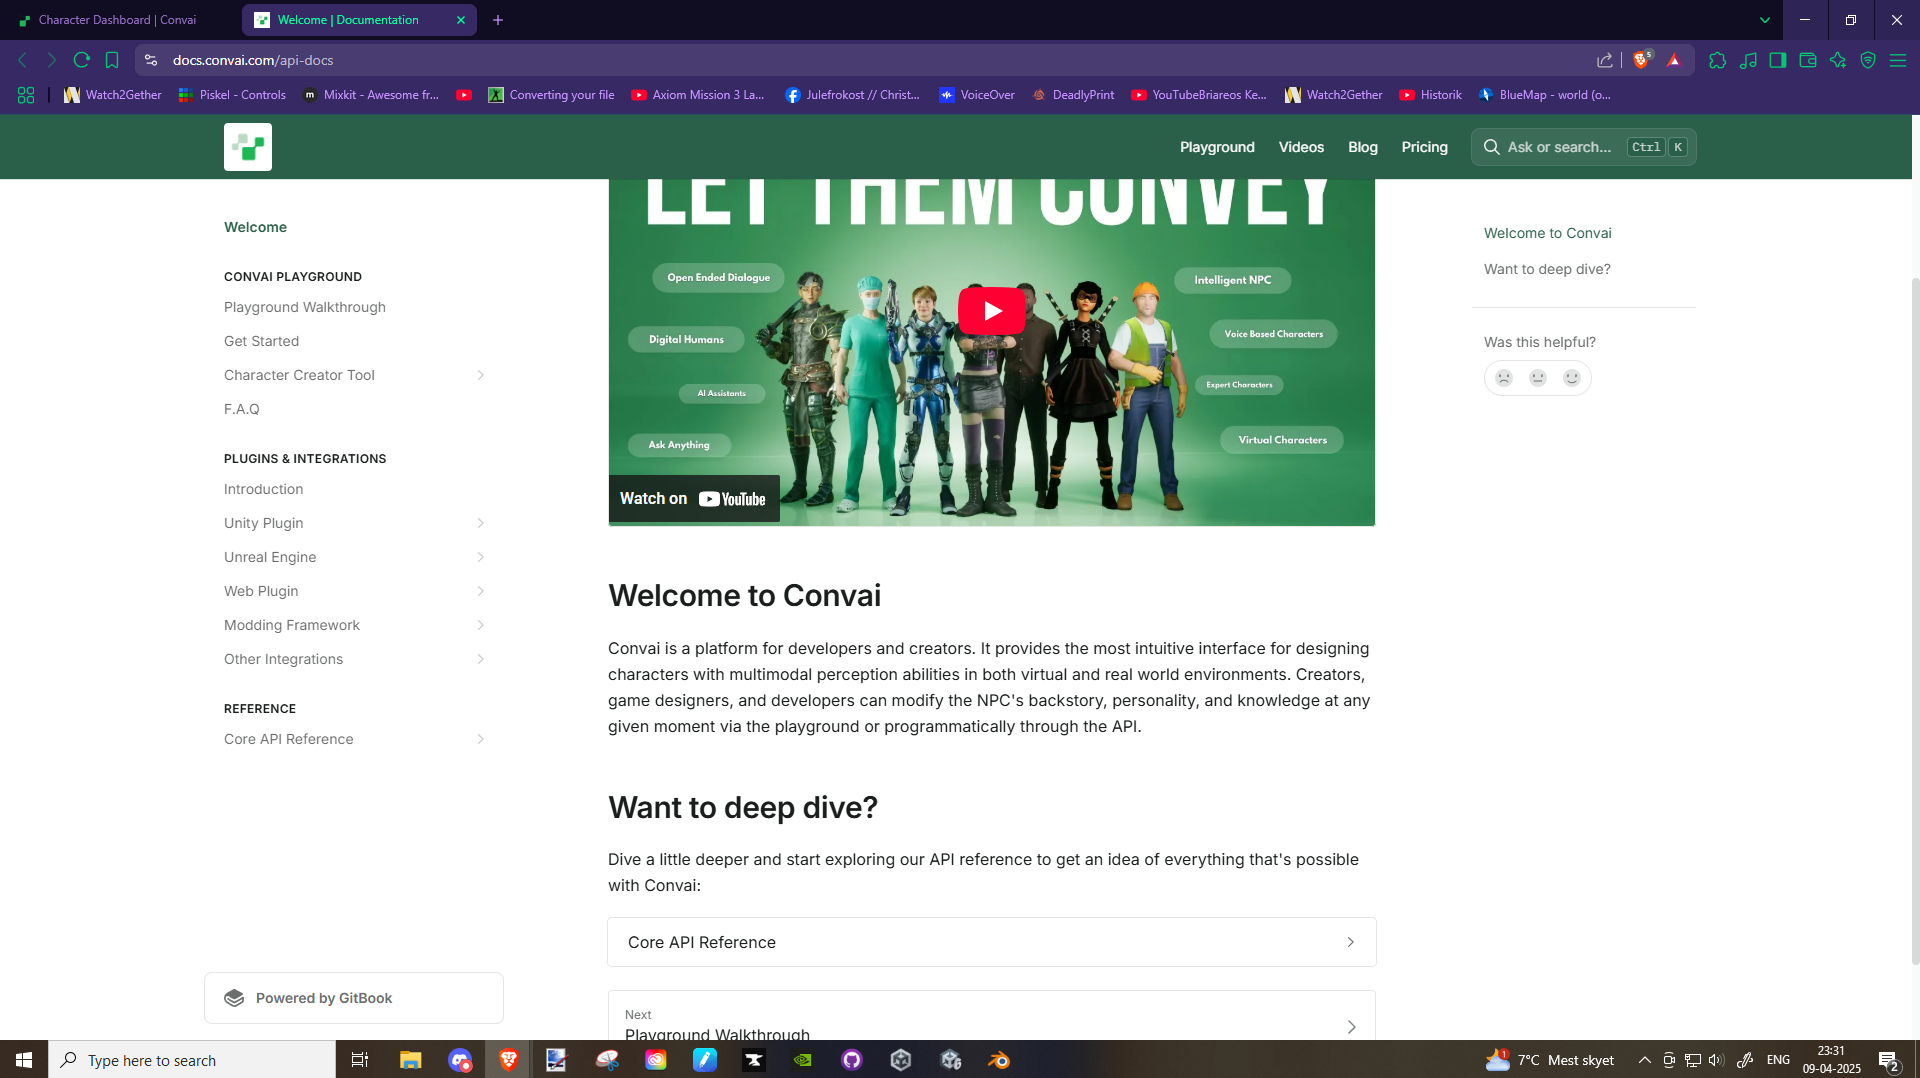 Character Dashboard | Convai
Welcome | Documentation
docs.convai.com/api-docs
5
Watch2Gether
Piskel - Controls
Mixkit - Awesome fr...
Converting your file
Axiom Mission 3 La...
Julefrokost // Christ...
VoiceOver
DeadlyPrint
YouTubeBriareos Ke...
Watch2Gether
Historik
BlueMap - world (o...
Playground
Videos
Blog
Pricing
Ask or search...
Ctrl
K
Welcome
CONVAI PLAYGROUND
Playground Walkthrough
Get Started
Character Creator Tool
F.A.Q
PLUGINS & INTEGRATIONS
Introduction
Unity Plugin
Unreal Engine
Web Plugin
Modding Framework
Other Integrations
REFERENCE
Core API Reference
Powered by GitBook
LET THEM CONVEY
Open Ended Dialogue
Intelligent NPC
Digital Humans
Voice Based Characters
AI Assistants
Expert Characters
Ask Anything
Virtual Characters
Watch on YouTube
Welcome to Convai
Convai is a platform for developers and creators. It provides the most intuitive interface for designing
characters with multimodal perception abilities in both virtual and real world environments. Creators,
game designers, and developers can modify the NPC's backstory, personality, and knowledge at any
given moment via the playground or programmatically through the API.
Want to deep dive?
Dive a little deeper and start exploring our API reference to get an idea of everything that's possible
with Convai:
Core API Reference
Next
Playground Walkthrough
Welcome to Convai
Want to deep dive?
Was this helpful?
Type here to search
1
7°C Mest skyet
ENG
23:31
09-04-2025
2